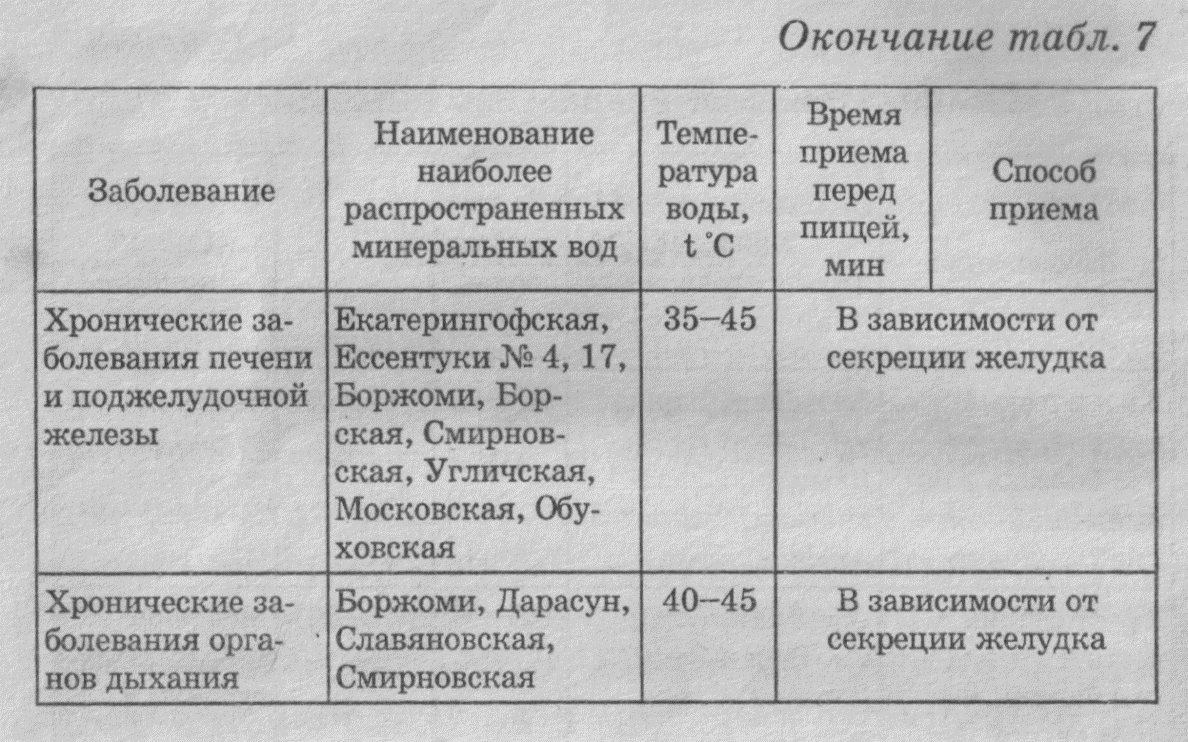 Окончание табл. 7
Заболевание
Наименование
наиболее
распространенных
минеральных вод
Темпе-
ратура
воды,
t °C
Время
приема
перед
пищей,
мин
Способ
приема
Хронические за-
болевания печени
и поджелудочной
железы
Екатерингофская,
Ессентуки № 4, 17,
Боржоми, Бор-
ская, Смирнов-
ская, Угличская,
Московская, Обу-
ховская
35–45
В зависимости от
секреции желудка
Хронические за-
болевания орга-
нов дыхания
Боржоми, Дарасун,
Славяновская,
Смирновская
40–45
В зависимости от
секреции желудка